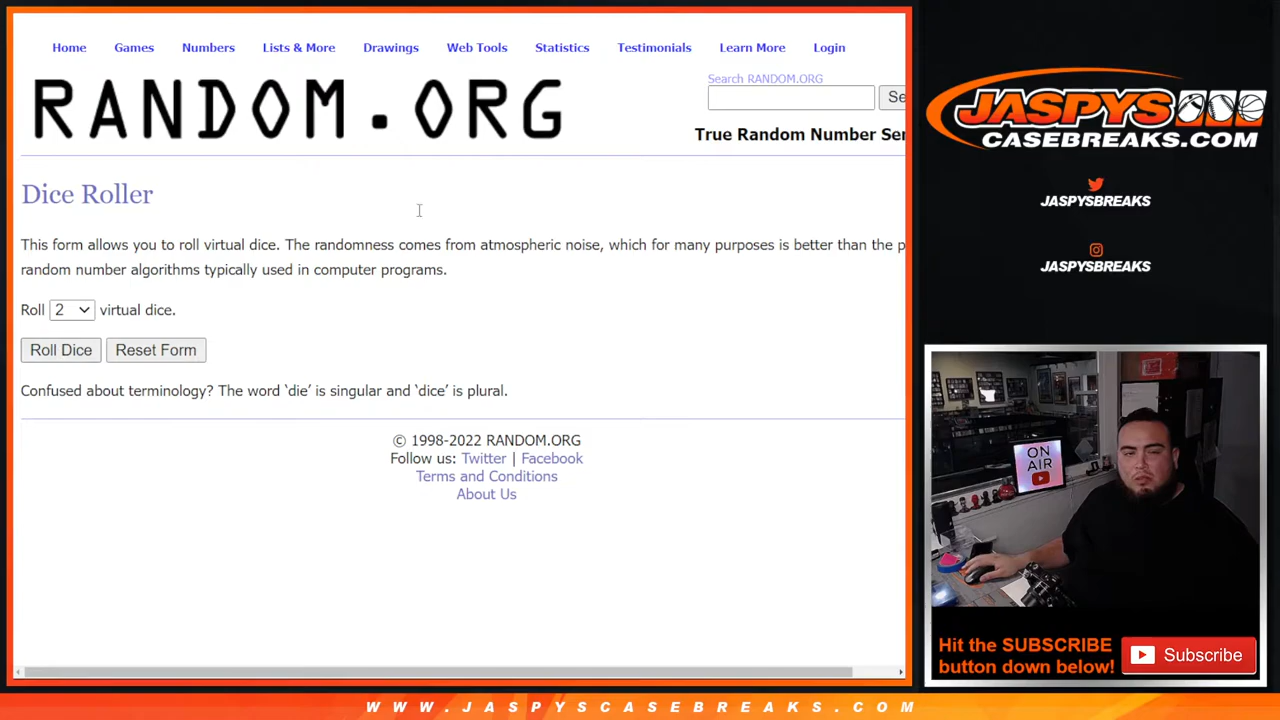 Home Games Numbers Lists & More Drawings Web Tools Statistics Testimonials Learn More Login
RANDOM.ORG
Search RANDOM.ORG
Se
True Random Number Ser
Dice Roller
This form allows you to roll virtual dice. The randomness comes from atmospheric noise, which for many purposes is better than the p
random number algorithms typically used in computer programs.
Roll 2 virtual dice.
Roll Dice Reset Form
Confused about terminology? The word ‘die’ is singular and ‘dice’ is plural.
© 1998-2022 RANDOM.ORG
Follow us: Twitter | Facebook
Terms and Conditions
About Us
JASPYS
CASEBREAKS.COM
JASPYSBREAKS
JASPYSBREAKS
ON
AIR
Hit the SUBSCRIBE
button down below!
Subscribe
WWW.JASPYSCASEBREAKS.COM